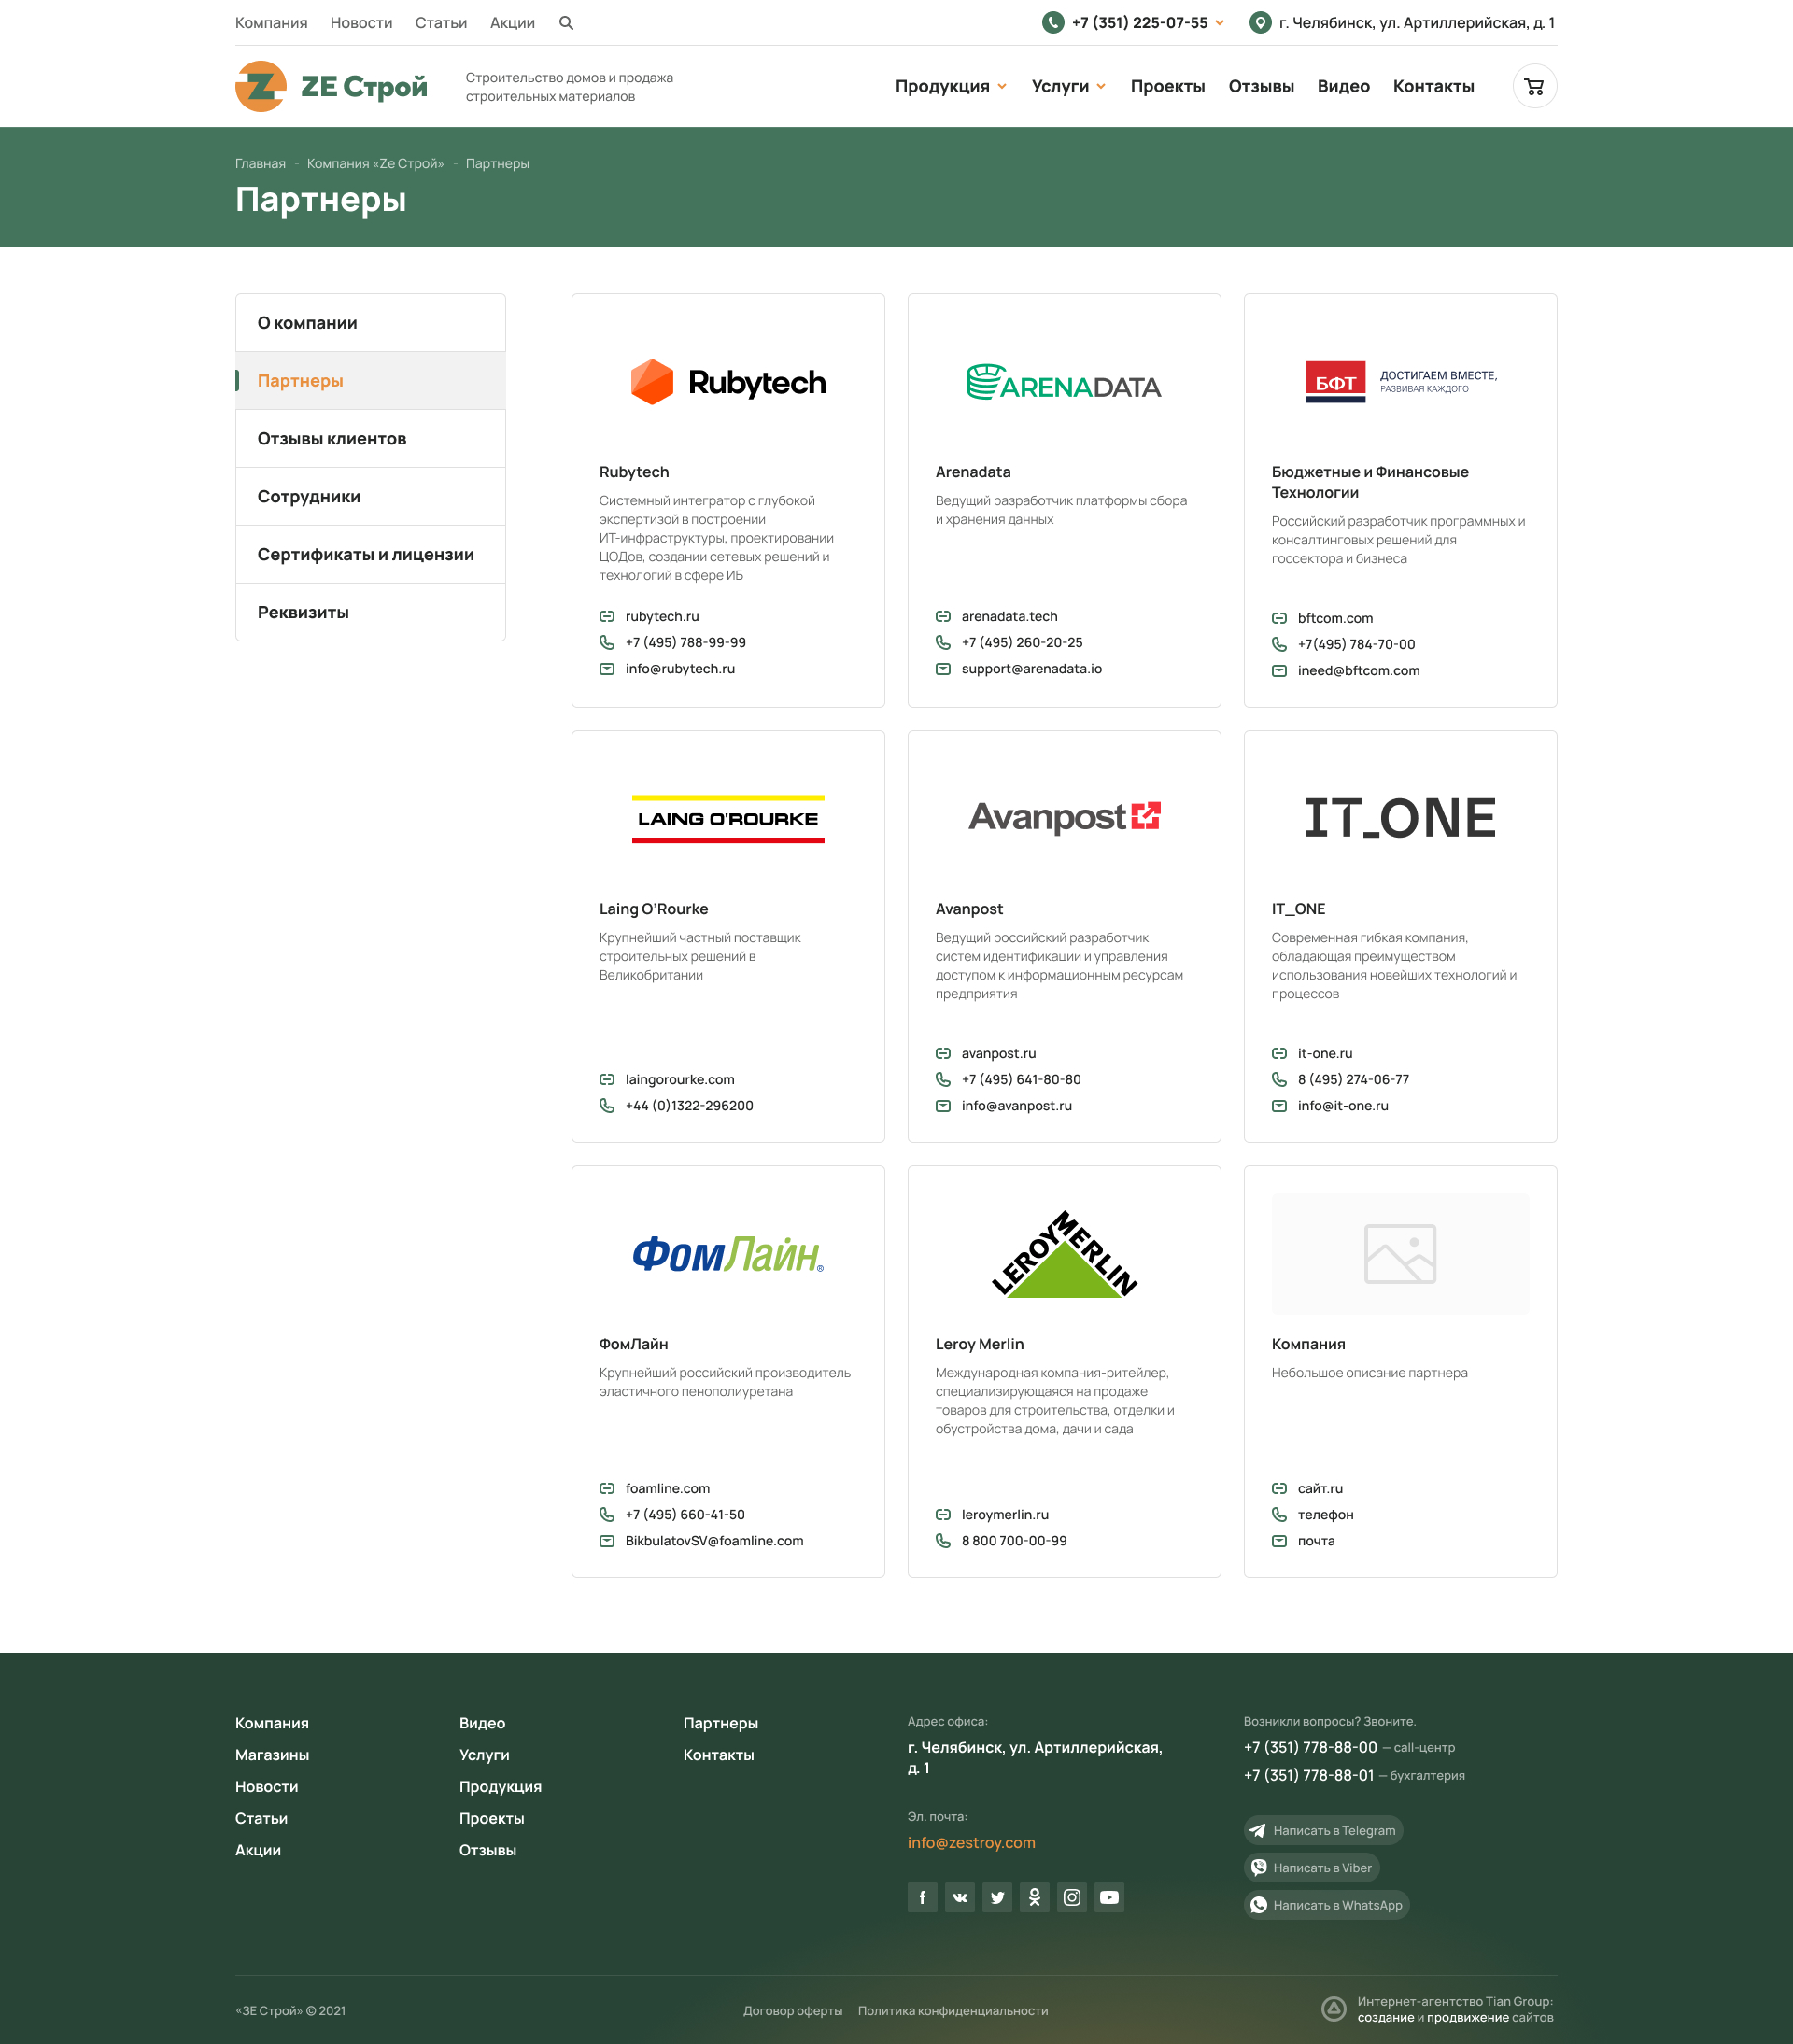 Компания Новости Статьи Акции
+7 (351) 225-07-55
г. Челябинск, ул. Артиллерийская, д. 1
Z ZE Строй
Строительство домов и продажа
строительных материалов
Продукция Услуги Проекты Отзывы Видео Контакты
Главная - Компания «Ze Строй» - Партнеры
Партнеры
О компании
Партнеры
Отзывы клиентов
Сотрудники
Сертификаты и лицензии
Реквизиты
Rubytech
Rubytech
Системный интегратор с глубокой
экспертизой в построении
ИТ-инфраструктуры, проектировании
ЦОДов, создании сетевых решений и
технологий в сфере ИБ
rubytech.ru
+7 (495) 788-99-99
info@rubytech.ru
ARENADATA
Arenadata
Ведущий разработчик платформы сбора
и хранения данных
arenadata.tech
+7 (495) 260-20-25
support@arenadata.io
БФТ
ДОСТИГАЕМ ВМЕСТЕ,
РАЗВИВАЯ КАЖДОГО
Бюджетные и Финансовые
Технологии
Российский разработчик программных и
консалтинговых решений для
госсектора и бизнеса
bftcom.com
+7(495) 784-70-00
ineed@bftcom.com
LAING O'ROURKE
Laing O’Rourke
Крупнейший частный поставщик
строительных решений в
Великобритании
laingorourke.com
+44 (0)1322-296200
Avanpost
Avanpost
Ведущий российский разработчик
систем идентификации и управления
доступом к информационным ресурсам
предприятия
avanpost.ru
+7 (495) 641-80-80
info@avanpost.ru
IT_ONE
IT_ONE
Современная гибкая компания,
обладающая преимуществом
использования новейших технологий и
процессов
it-one.ru
8 (495) 274-06-77
info@it-one.ru
ФомЛайн®
ФомЛайн
Крупнейший российский производитель
эластичного пенополиуретана
foamline.com
+7 (495) 660-41-50
BikbulatovSV@foamline.com
LEROY MERLIN
Leroy Merlin
Международная компания-ритейлер,
специализирующаяся на продаже
товаров для строительства, отделки и
обустройства дома, дачи и сада
leroymerlin.ru
8 800 700-00-99
Компания
Небольшое описание партнера
сайт.ru
телефон
почта
Компания
Магазины
Новости
Статьи
Акции
Видео
Услуги
Продукция
Проекты
Отзывы
Партнеры
Контакты
Адрес офиса:
г. Челябинск, ул. Артиллерийская,
д. 1
Эл. почта:
info@zestroy.com
Возникли вопросы? Звоните.
+7 (351) 778-88-00 — call-центр
+7 (351) 778-88-01 — бухгалтерия
Написать в Telegram
Написать в Viber
Написать в WhatsApp
«ЗЕ Строй» © 2021
Договор оферты Политика конфиденциальности
Интернет-агентство Tian Group:
создание и продвижение сайтов